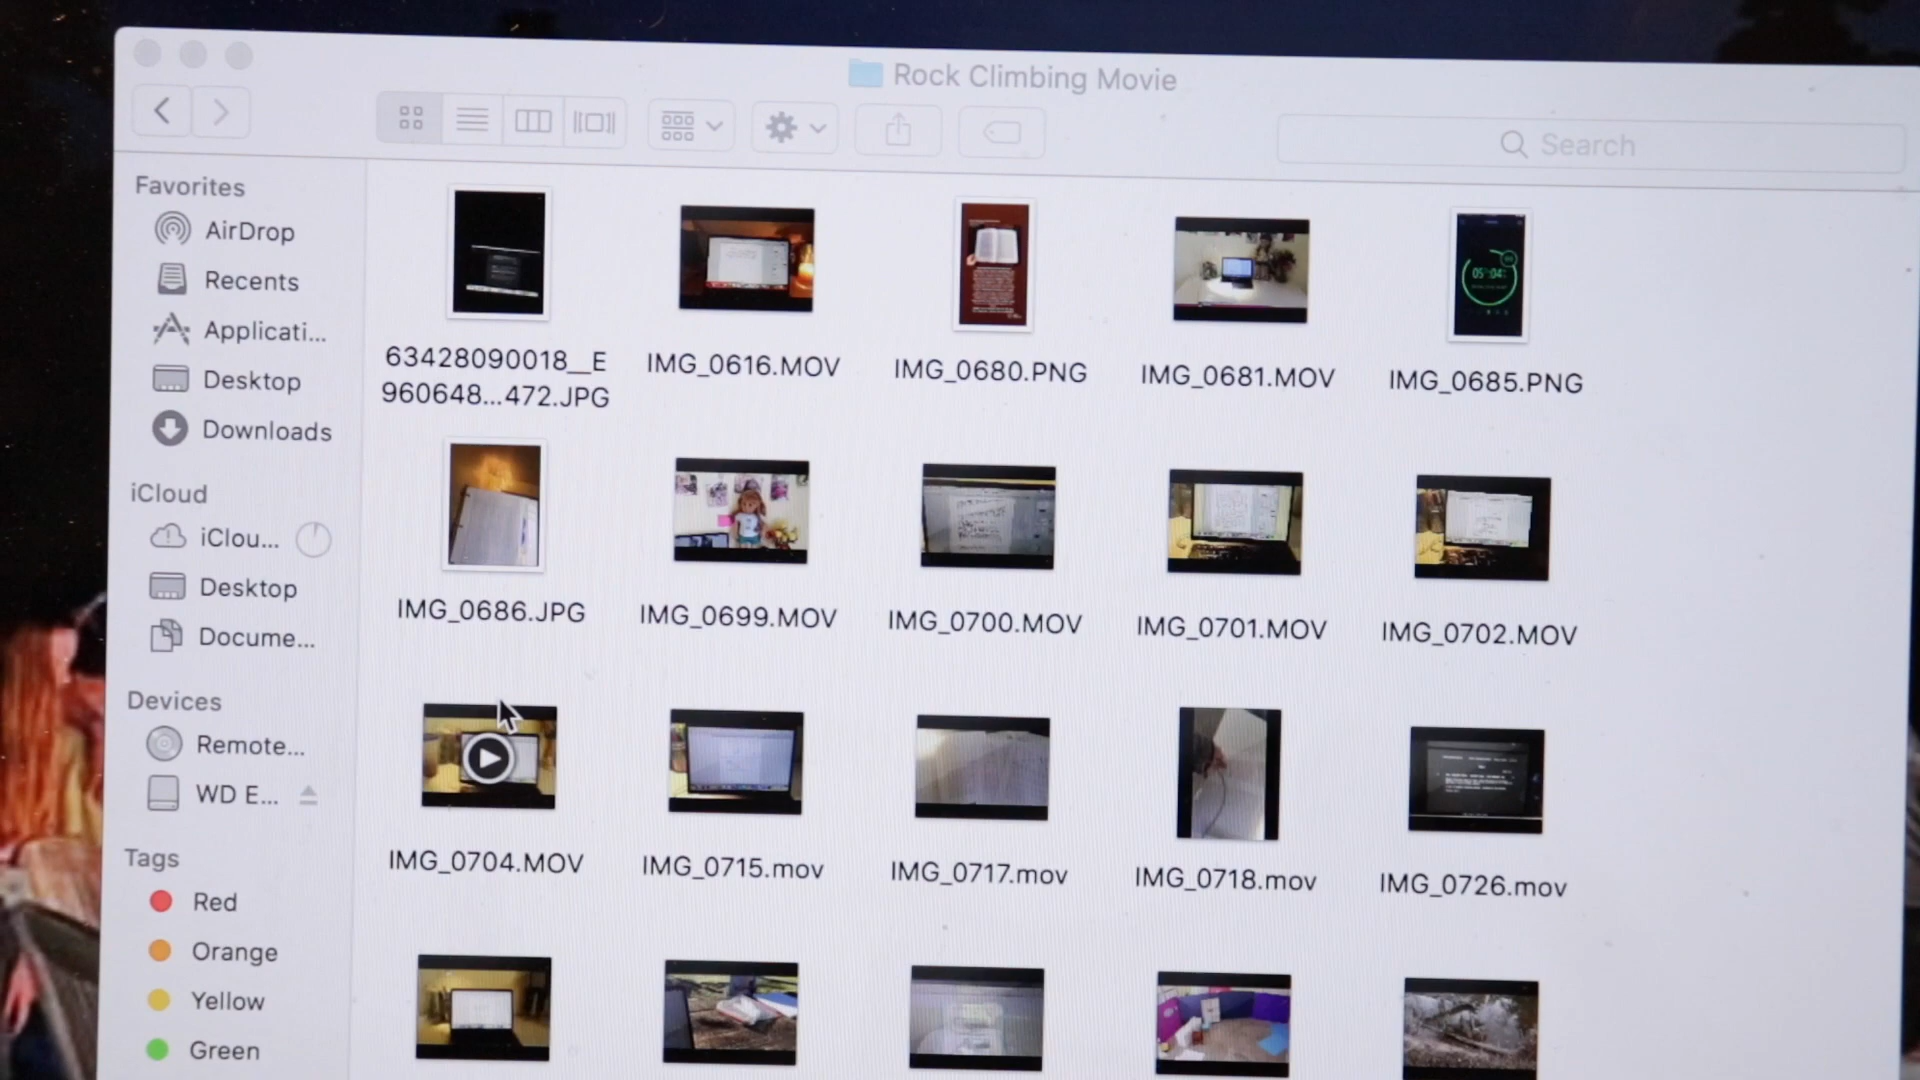 Rock Climbing Movie
Search
Favorites
AirDrop
Recents
Applicati...
Desktop
Downloads
iCloud
iClou...
Desktop
Docume...
Devices
Remote...
WD E...
Tags
Red
Orange
Yellow
Green
63428090018__E
960648...472.JPG
IMG_0616.MOV
IMG_0680.PNG
IMG_0681.MOV
IMG_0685.PNG
IMG_0686.JPG
IMG_0699.MOV
IMG_0700.MOV
IMG_0701.MOV
IMG_0702.MOV
IMG_0704.MOV
IMG_0715.mov
IMG_0717.mov
IMG_0718.mov
IMG_0726.mov